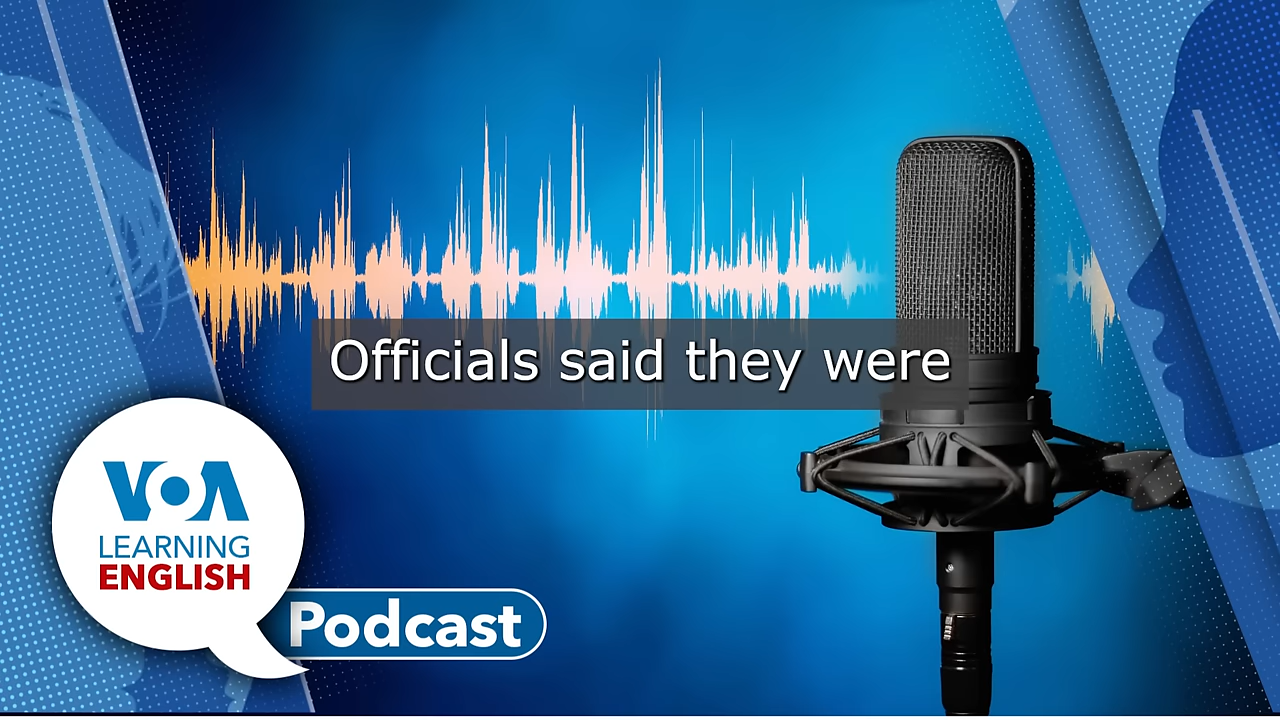 Officials said they were
VOA
LEARNING
ENGLISH
Podcast